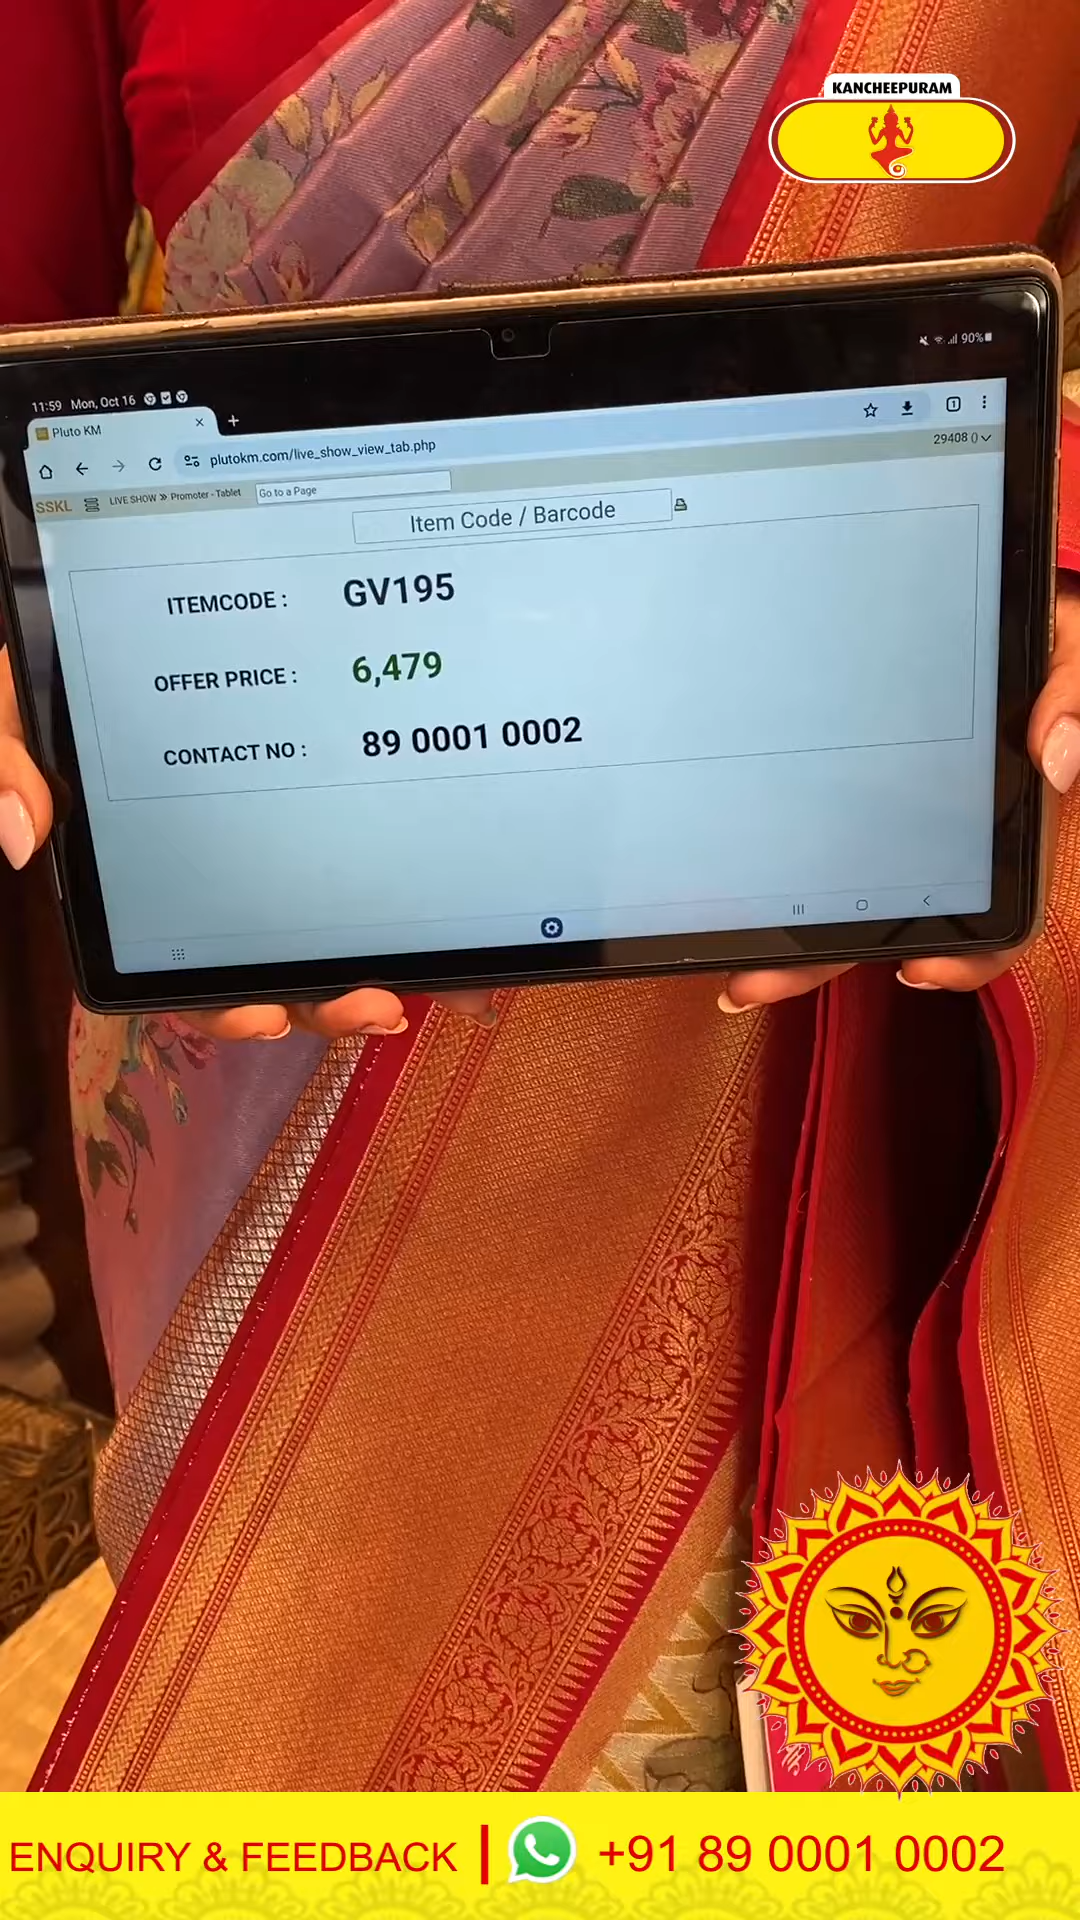 KANCHEEPURAM
90%
11:59 Mon, Oct 16
Pluto KM
plutokm.com/live_show_view_tab.php
29408 ()
SSKL LIVE SHOW >> Promoter - Tablet Go to a Page
Item Code / Barcode
ITEMCODE : GV195
OFFER PRICE : 6,479
CONTACT NO : 89 0001 0002
ENQUIRY & FEEDBACK | +91 89 0001 0002